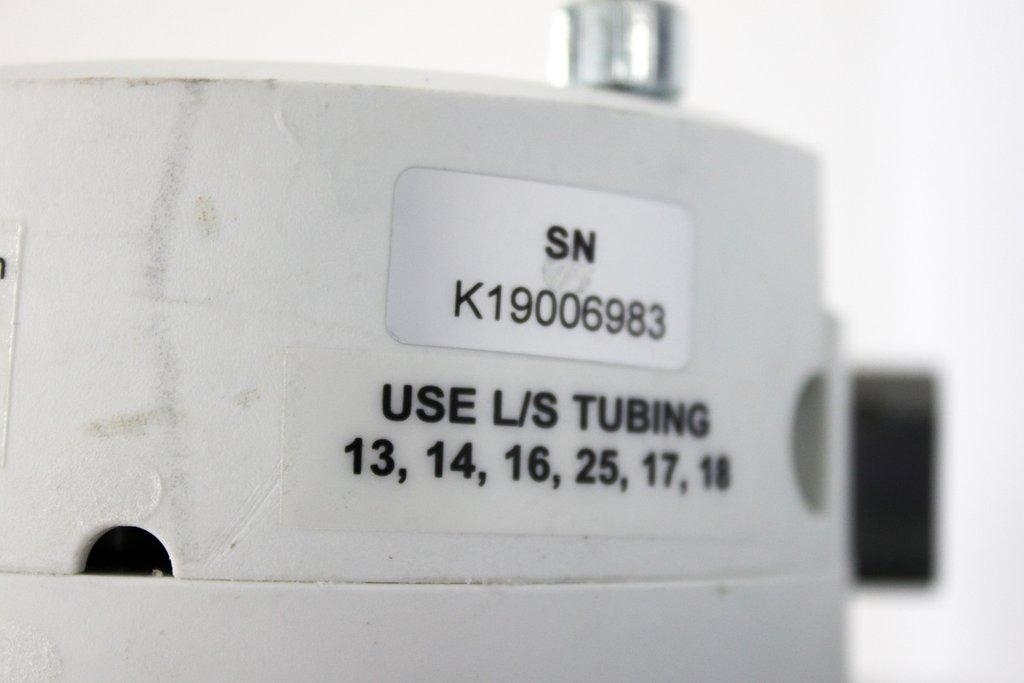 SN
K19006983
USE L/S TUBING
13, 14, 16, 25, 17, 18